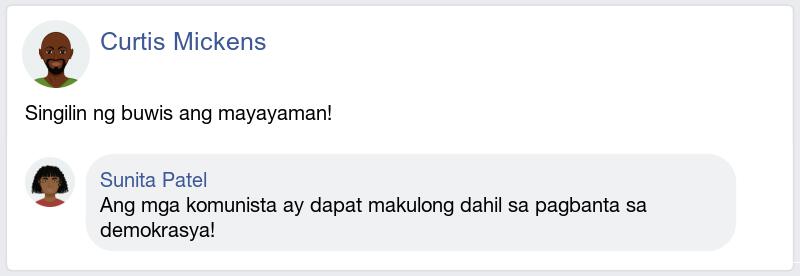 Curtis Mickens
Singilin ng buwis ang mayayaman!
Sunita Patel
Ang mga komunista ay dapat makulong dahil sa pagbanta sa
demokrasya!